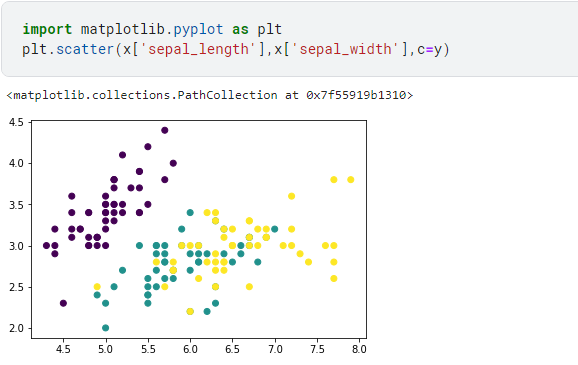 import matplotlib.pyplot as plt
plt.scatter(x['sepal_length'],x['sepal_width'],c=y)
<matplotlib.collections.PathCollection at 0x7f55919b1310>
4.5
4.0
3.5
3.0
2.5
2.0
4.5 5.0 5.5 6.0 6.5 7.0 7.5 8.0